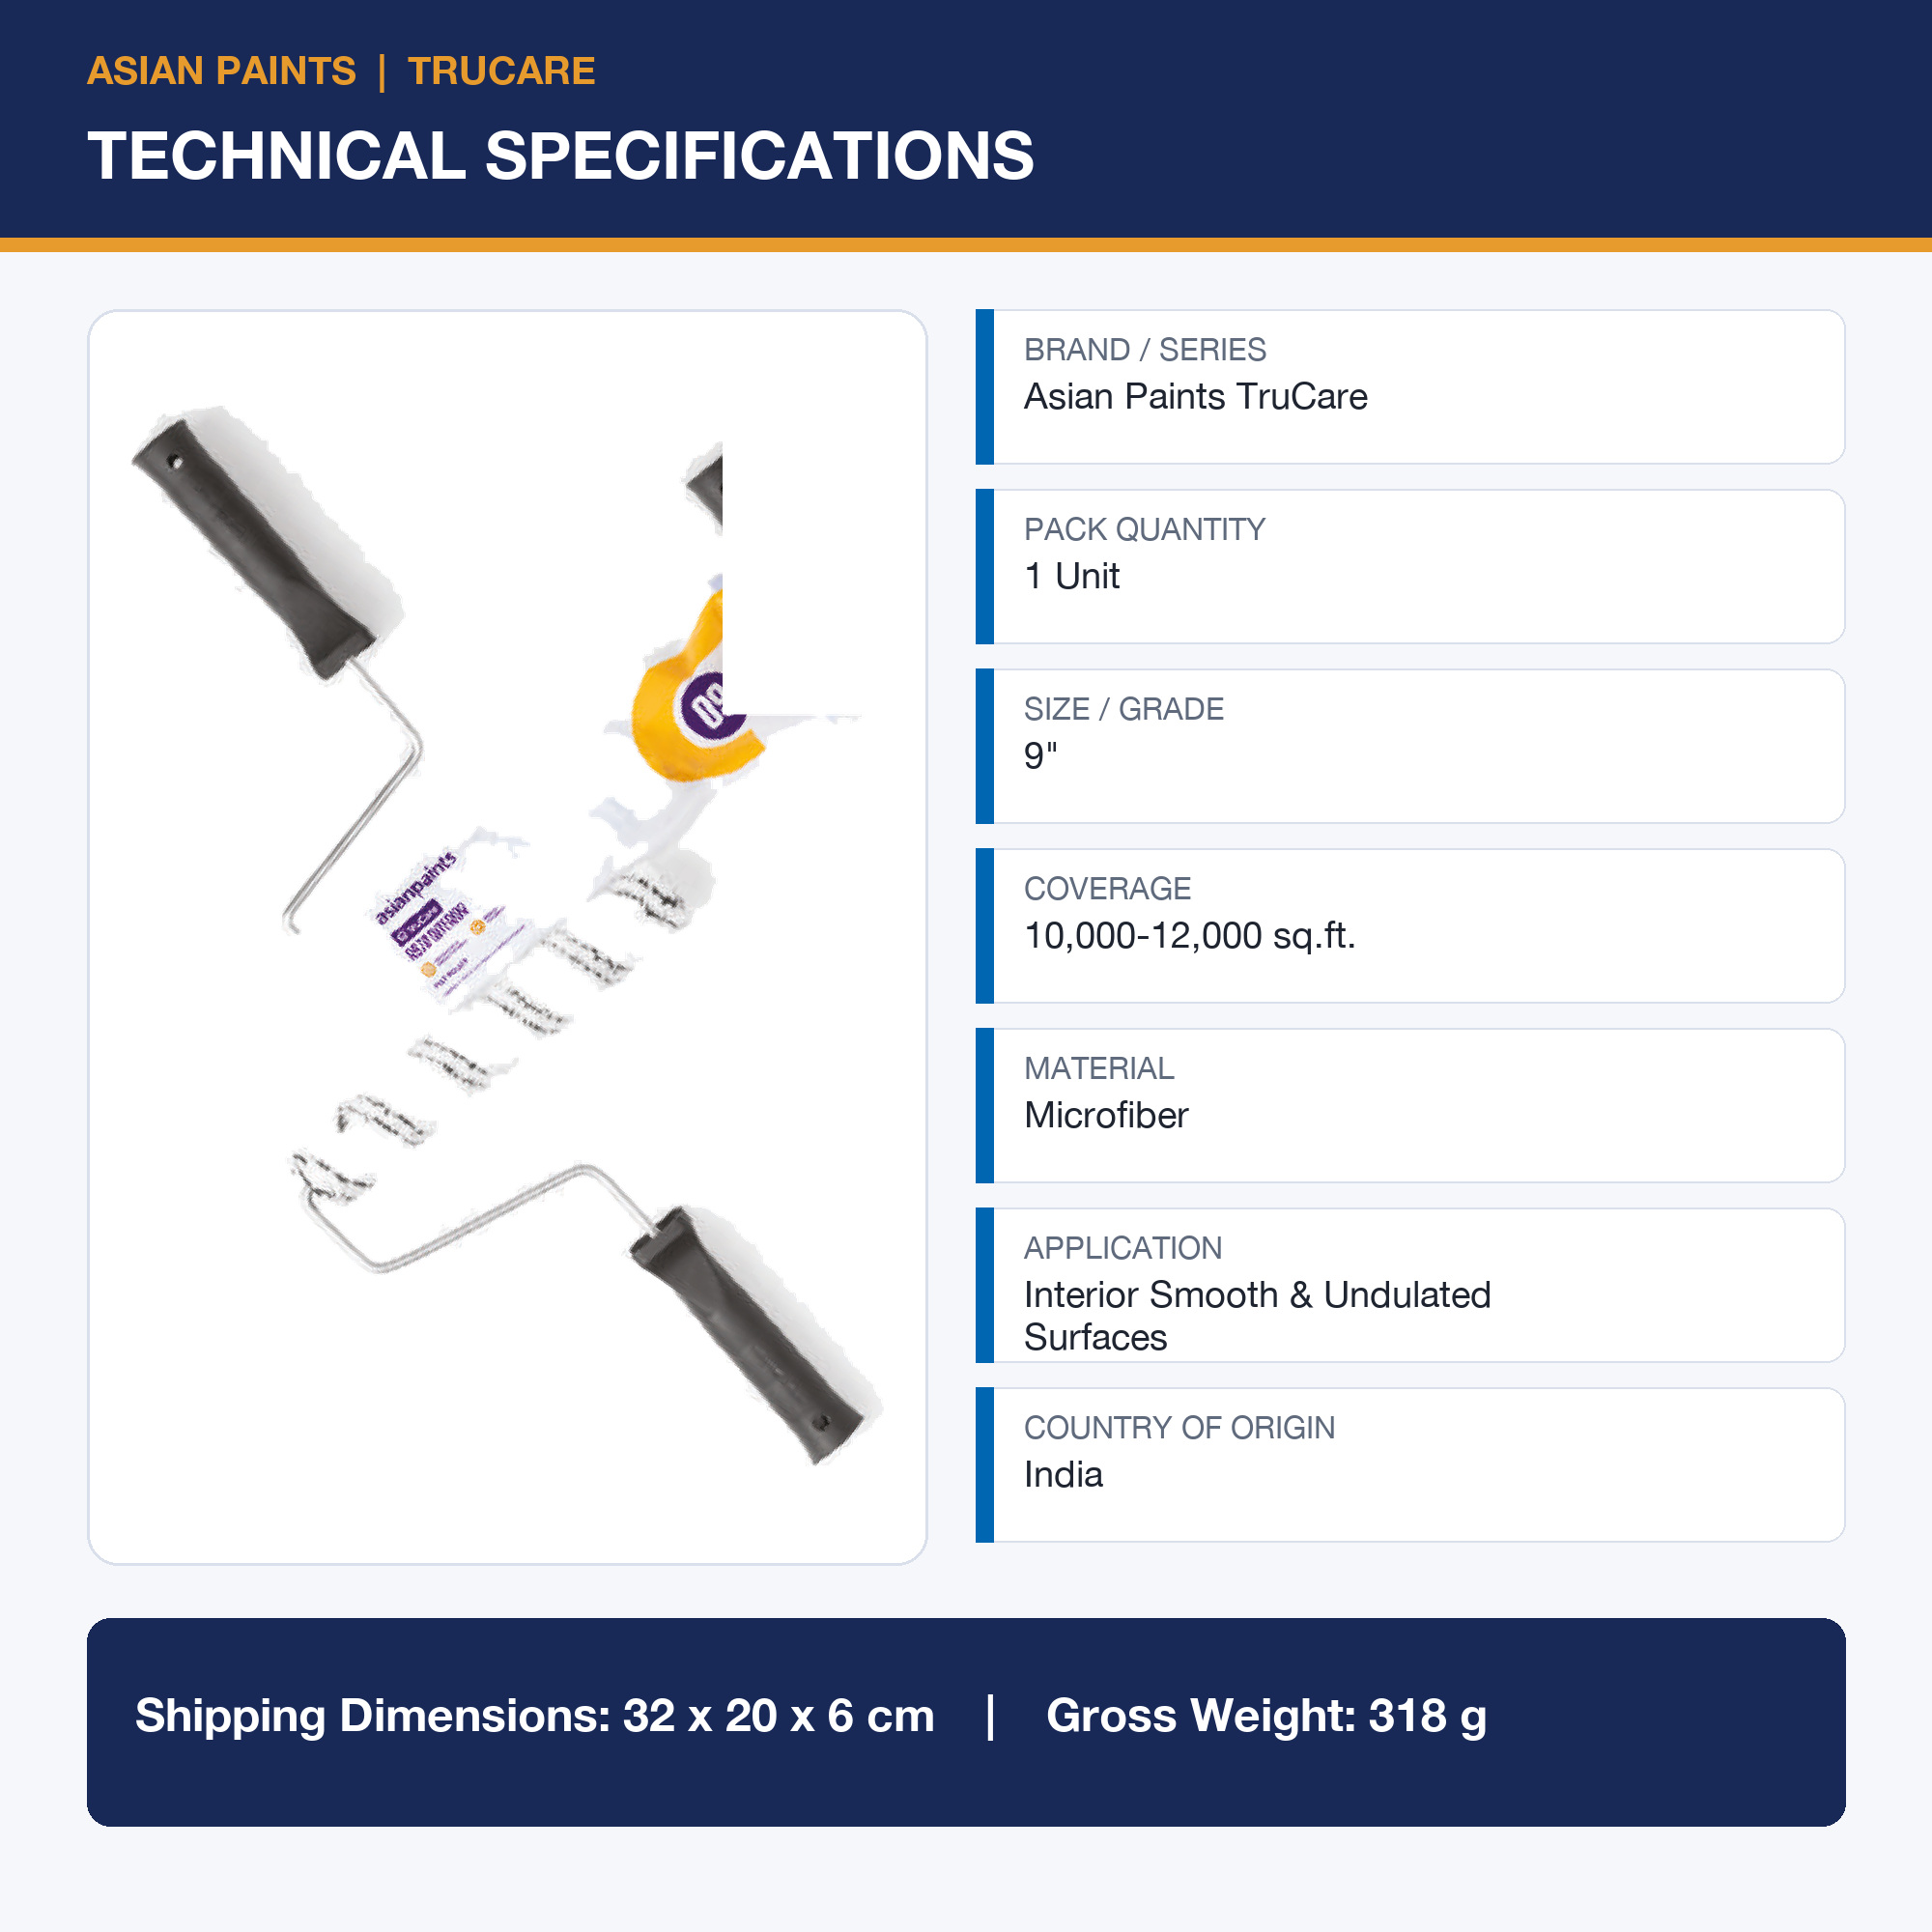 ASIAN PAINTS | TRUCARE
TECHNICAL SPECIFICATIONS
09
asianpaints
TruCare
BRAND / SERIES
Asian Paints TruCare
PACK QUANTITY
1 Unit
SIZE / GRADE
9"
COVERAGE
10,000-12,000 sq.ft.
MATERIAL
Microfiber
APPLICATION
Interior Smooth & Undulated
Surfaces
COUNTRY OF ORIGIN
India
Shipping Dimensions: 32 x 20 x 6 cm | Gross Weight: 318 g